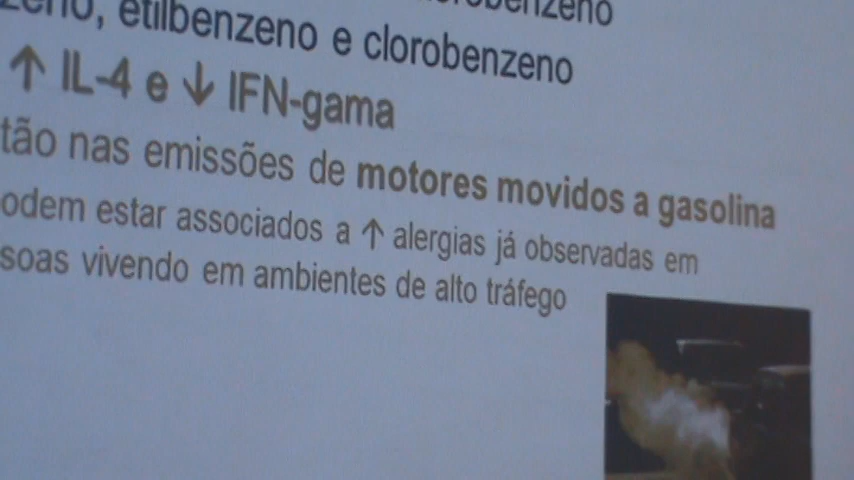 etilbenzeno e clorobenzeno
↑ IL-4 e ↓ IFN-gama
tão nas emissões de motores movidos a gasolina
odem estar associados a ↑ alergias já observadas em
soas vivendo em ambientes de alto tráfego